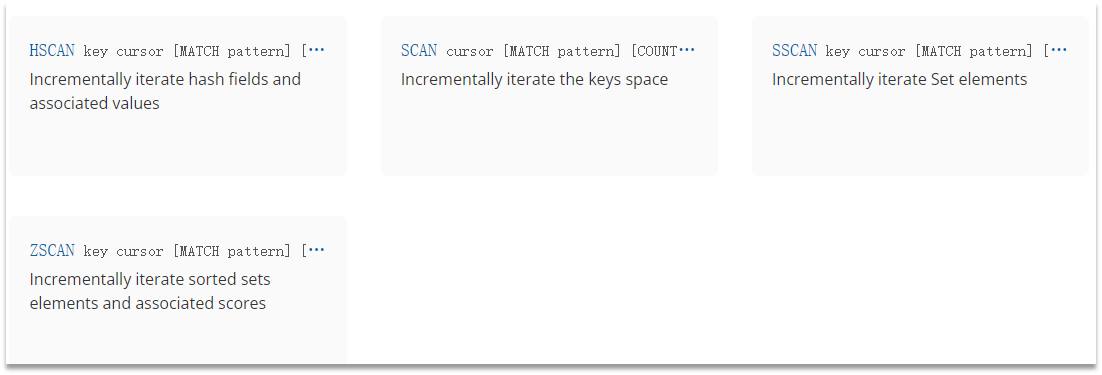 HSCAN key cursor [MATCH pattern] [···
Incrementally iterate hash fields and
associated values
SCAN cursor [MATCH pattern] [COUNT···
Incrementally iterate the keys space
SSCAN key cursor [MATCH pattern] [···
Incrementally iterate Set elements
ZSCAN key cursor [MATCH pattern] [···
Incrementally iterate sorted sets
elements and associated scores